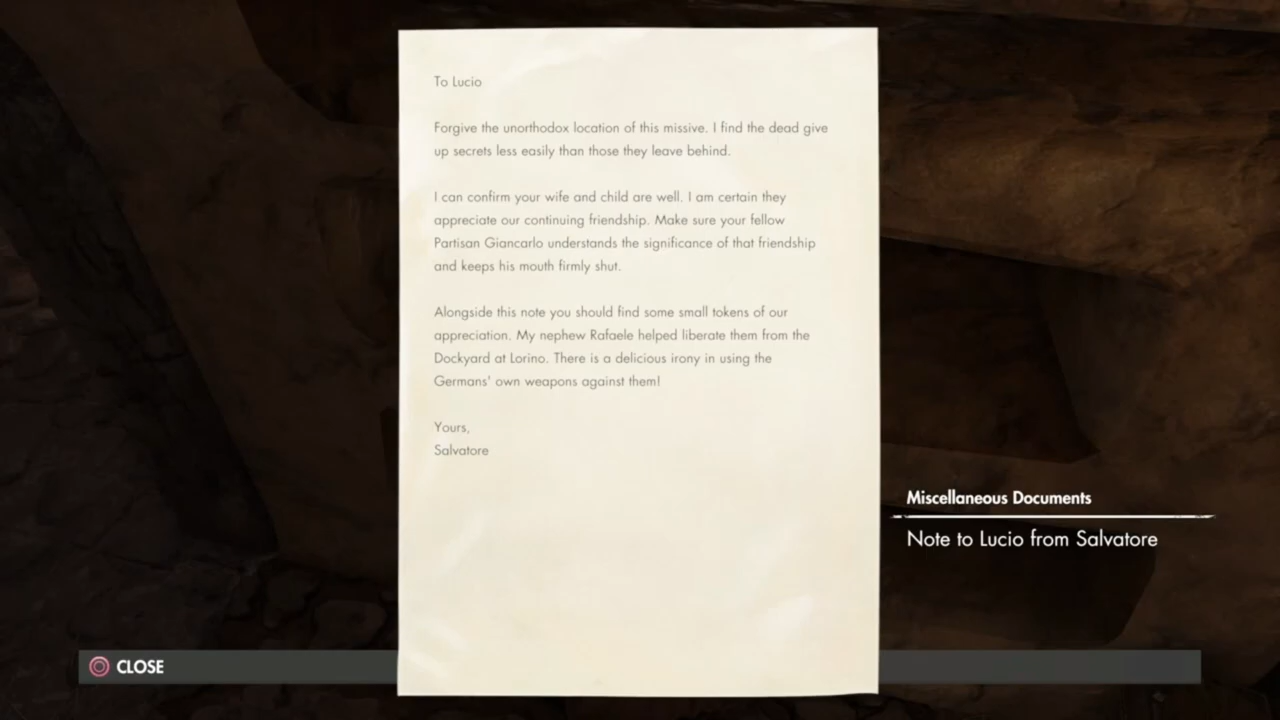 To Lucio
Forgive the unorthodox location of this missive. I find the dead give
up secrets less easily than those they leave behind.
I can confirm your wife and child are well. I am certain they
appreciate our continuing friendship. Make sure your fellow
Partisan Giancarlo understands the significance of that friendship
and keeps his mouth firmly shut.
Alongside this note you should find some small tokens of our
appreciation. My nephew Rafaele helped liberate them from the
Dockyard at Lorino. There is a delicious irony in using the
Germans' own weapons against them!
Yours,
Salvatore
Miscellaneous Documents
Note to Lucio from Salvatore
CLOSE